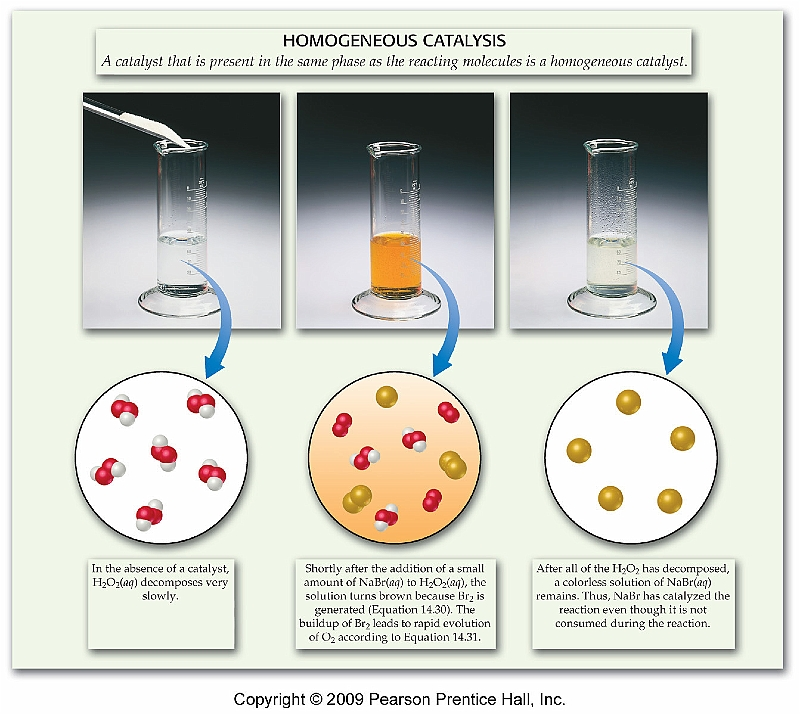 HOMOGENEOUS CATALYSIS
A catalyst that is present in the same phase as the reacting molecules is a homogeneous catalyst.
In the absence of a catalyst,
H₂O₂(aq) decomposes very
slowly.
Shortly after the addition of a small
amount of NaBr(aq) to H₂O₂(aq), the
solution turns brown because Br₂ is
generated (Equation 14.30). The
buildup of Br₂ leads to rapid evolution
of O₂ according to Equation 14.31.
After all of the H₂O₂ has decomposed,
a colorless solution of NaBr(aq)
remains. Thus, NaBr has catalyzed the
reaction even though it is not
consumed during the reaction.
Copyright © 2009 Pearson Prentice Hall, Inc.